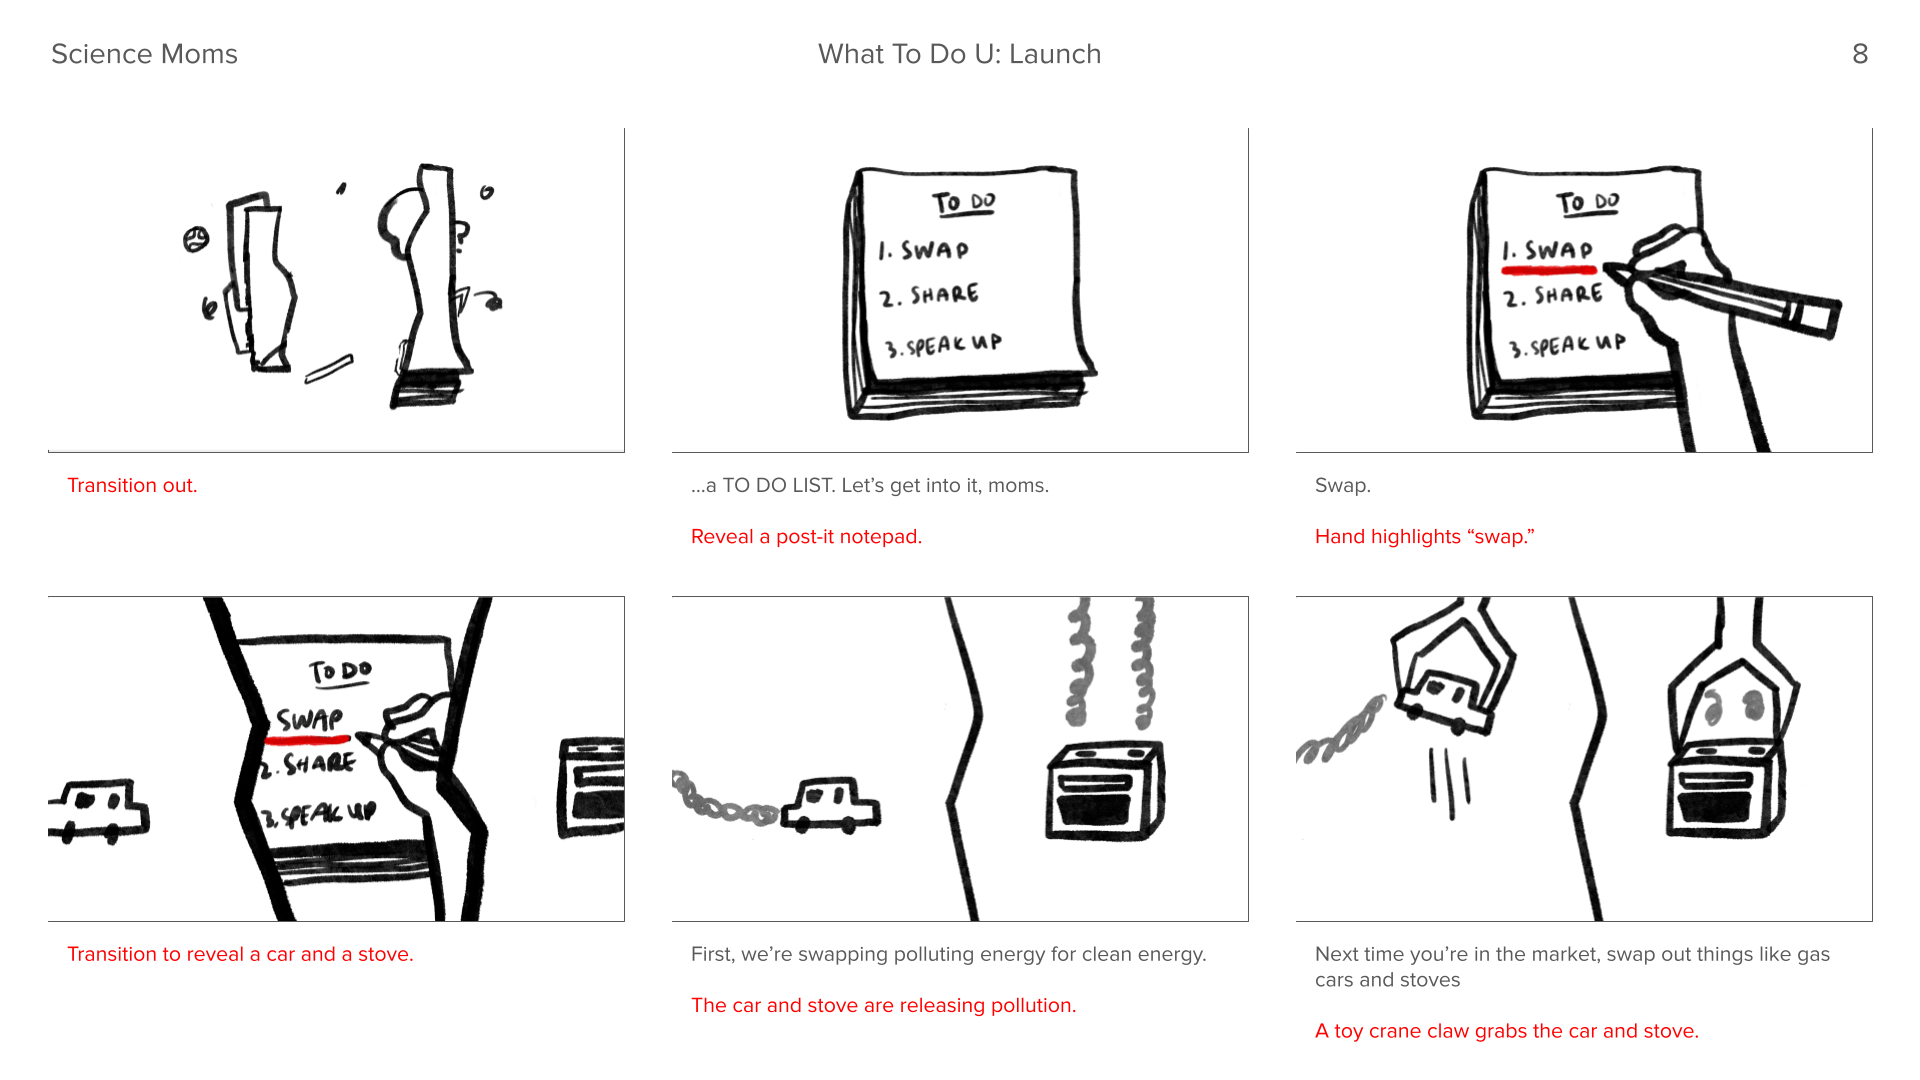 Science Moms
What To Do U: Launch
8
?
TO DO
1. SWAP
2. SHARE
3. SPEAK UP
TO DO
1. SWAP
2. SHARE
3. SPEAK UP
Transition out.
...a TO DO LIST. Let’s get into it, moms.
Reveal a post-it notepad.
Swap.
Hand highlights “swap.”
TO DO
SWAP
2. SHARE
3. SPEAK UP
Transition to reveal a car and a stove.
First, we’re swapping polluting energy for clean energy.
The car and stove are releasing pollution.
Next time you’re in the market, swap out things like gas
cars and stoves
A toy crane claw grabs the car and stove.